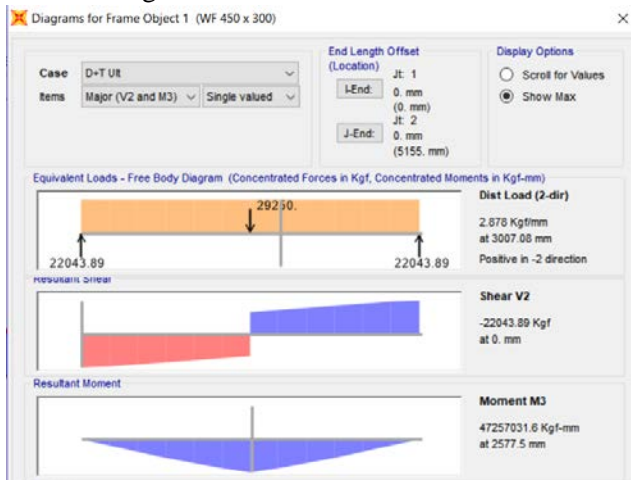 Diagrams for Frame Object 1 (WF 450 x 300)
Case D+T Ult
Items Major (V2 and M3) Single valued
End Length Offset
(Location)
Jt: 1
I-End: 0. mm
(0. mm)
Jt: 2
J-End: 0. mm
(5155. mm)
Display Options
Scroll for Values
Show Max
Equivalent Loads - Free Body Diagram (Concentrated Forces in Kgf, Concentrated Moments in Kgf-mm)
29250.
22043.89 22043.89
Dist Load (2-dir)
2.878 Kgf/mm
at 3007.08 mm
Positive in -2 direction
Resultant Shear
Shear V2
-22043.89 Kgf
at 0. mm
Resultant Moment
Moment M3
47257031.6 Kgf-mm
at 2577.5 mm